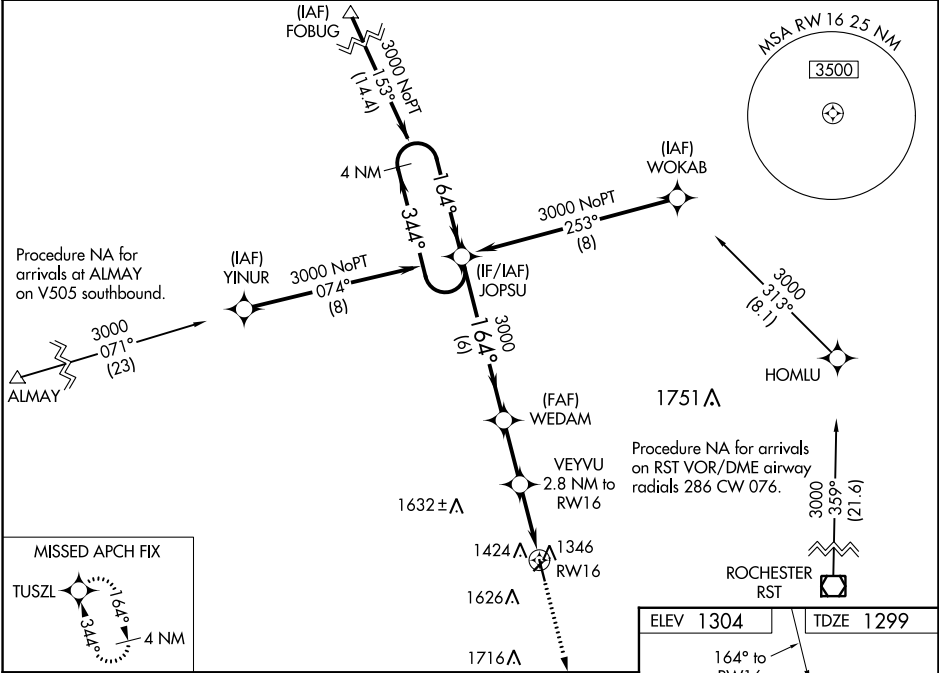 (IAF)
FOBUG
3000 NoPT
153°
(14.4)
MSA RW 16 25 NM
3500
4 NM
164°
344°
(IAF)
WOKAB
3000 NoPT
253°
(8)
Procedure NA for
arrivals at ALMAY
on V505 southbound.
(IAF)
YINUR
3000 NoPT
074°
(8)
(IF/IAF)
JOPSU
3000
164°
(6)
3000
313°
(8.1)
HOMLU
3000
071°
(23)
ALMAY
(FAF)
WEDAM
1751
Procedure NA for arrivals
on RST VOR/DME airway
radials 286 CW 076.
VEYVU
2.8 NM to
RW16
1632±
3000
359°
(21.6)
1424
1346
RW16
ROCHESTER
RST
1626
1716
MISSED APCH FIX
TUSZL
164°
344°
4 NM
ELEV 1304
TDZE 1299
164° to
RW16